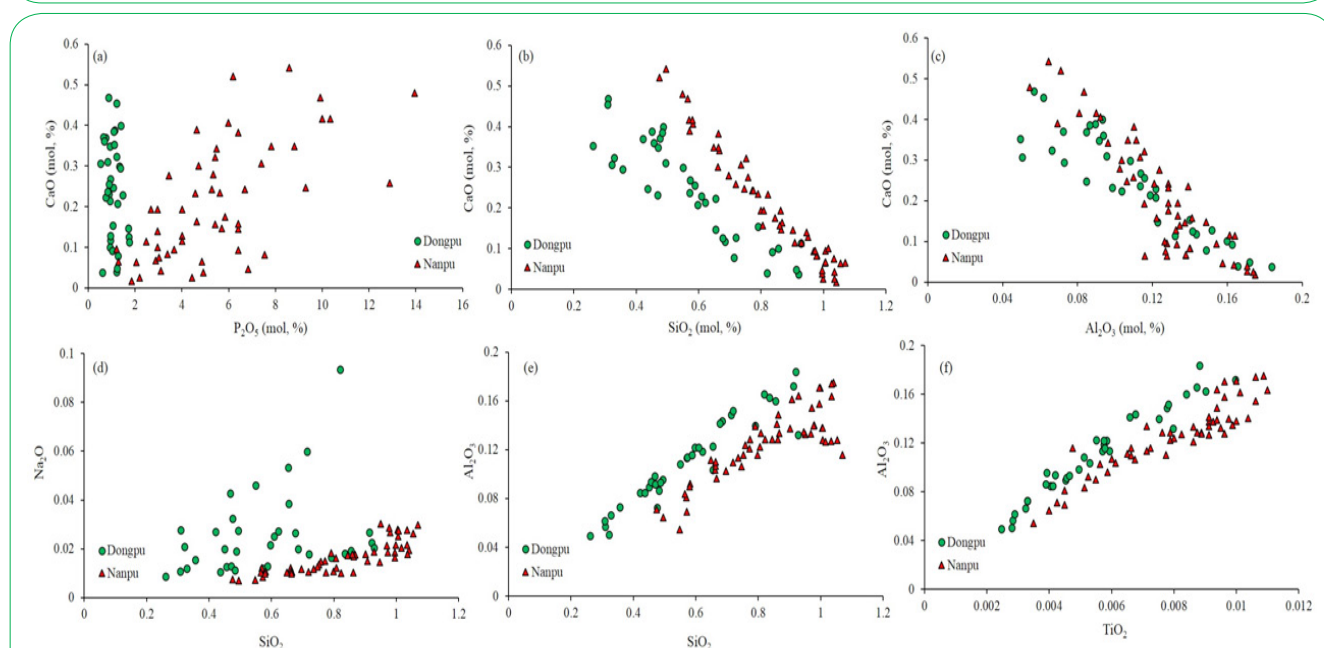 (a)
CaO (mol, %)
0.6
0.5
0.4
0.3
0.2
0.1
0
Dongpu
Nanpu
0 2 4 6 8 10 12 14 16
P₂O₅ (mol, %)
(b)
CaO (mol, %)
0.6
0.5
0.4
0.3
0.2
0.1
0
Dongpu
Nanpu
0 0.2 0.4 0.6 0.8 1 1.2
SiO₂ (mol, %)
(c)
CaO (mol, %)
0.6
0.5
0.4
0.3
0.2
0.1
0
Dongpu
Nanpu
0 0.04 0.08 0.12 0.16 0.2
Al₂O₃ (mol, %)
(d)
Na₂O
0.1
0.08
0.06
0.04
0.02
0
Dongpu
Nanpu
0 0.2 0.4 0.6 0.8 1 1.2
SiO₂
(e)
Al₂O₃
0.2
0.16
0.12
0.08
0.04
0
Dongpu
Nanpu
0 0.2 0.4 0.6 0.8 1 1.2
SiO₂
(f)
Al₂O₃
0.2
0.16
0.12
0.08
0.04
0
Dongpu
Nanpu
0 0.002 0.004 0.006 0.008 0.01 0.012
TiO₂